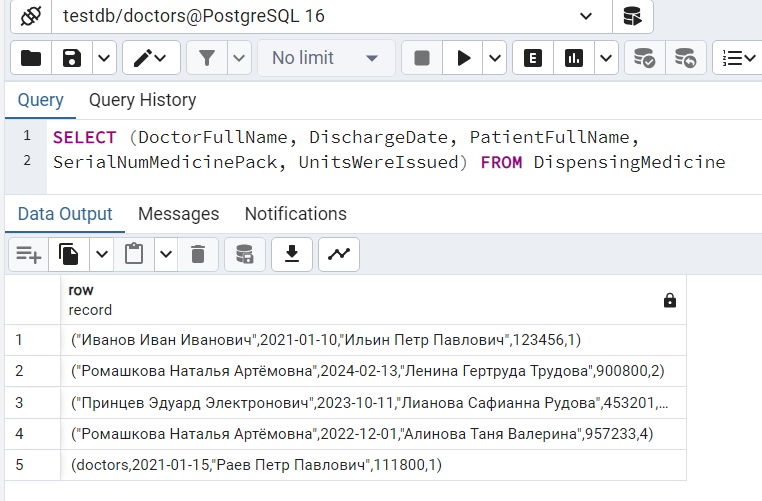 testdb/doctors@PostgreSQL 16
No limit
E
Query Query History
1 SELECT (DoctorFullName, DischargeDate, PatientFullName,
2 SerialNumMedicinePack, UnitsWereIssued) FROM DispensingMedicine
Data Output Messages Notifications
row
record
1 ("Иванов Иван Иванович",2021-01-10,"Ильин Петр Павлович",123456,1)
2 ("Ромашкова Наталья Артёмовна",2024-02-13,"Ленина Гертруда Трудова",900800,2)
3 ("Принцев Эдуард Электронович",2023-10-11,"Лианова Сафианна Рудова",453201,...
4 ("Ромашкова Наталья Артёмовна",2022-12-01,"Алинова Таня Валерина",957233,4)
5 (doctors,2021-01-15,"Раев Петр Павлович",111800,1)